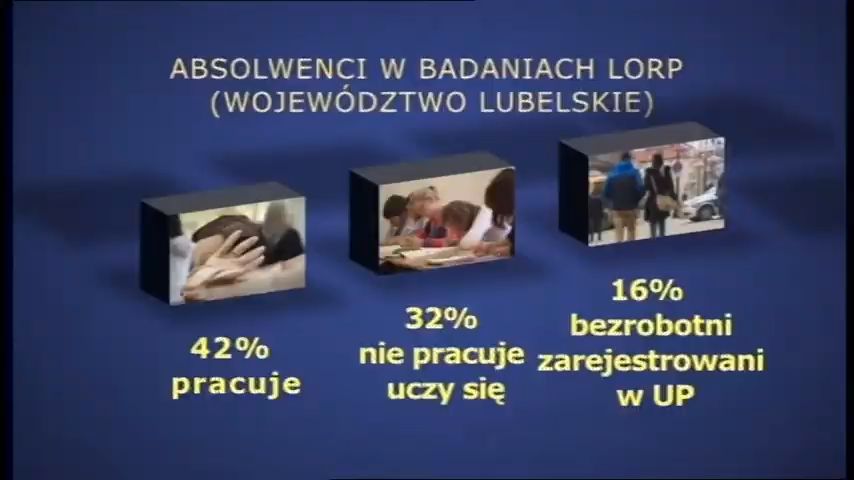 ABSOLWENCI W BADANIACH LORP
(WOJEWÓDZTWO LUBELSKIE)
42%
pracuje
32%
nie pracuje
uczy się
16%
bezrobotni
zarejestrowani
w UP